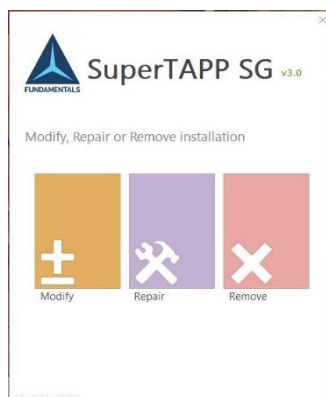 FUNDAMENTALS
SuperTAPP SG v3.0
Modify, Repair or Remove installation
Modify Repair Remove